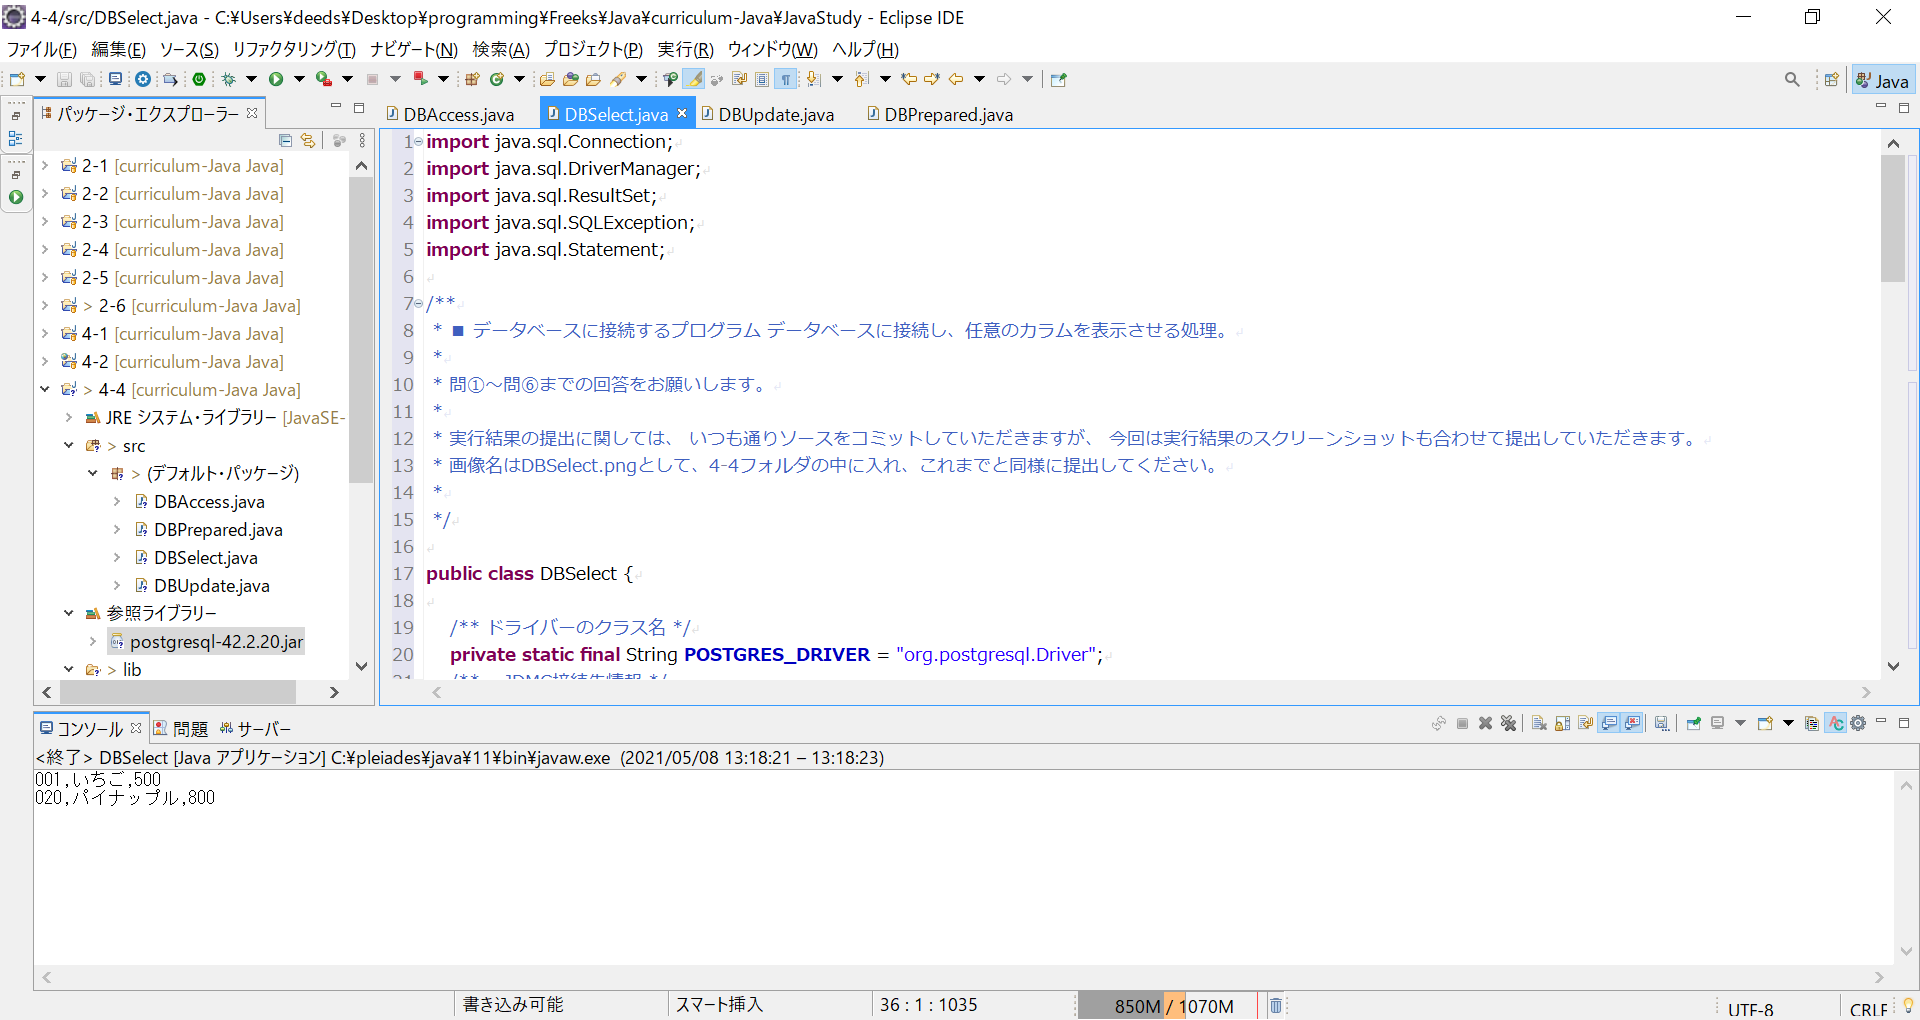 4-4/src/DBSelect.java - C:¥Users¥deeds¥Desktop¥programming¥Freeks¥Java¥curriculum-Java¥JavaStudy - Eclipse IDE
ファイル(F) 編集(E) ソース(S) リファクタリング(T) ナビゲート(N) 検索(A) プロジェクト(P) 実行(R) ウィンドウ(W) ヘルプ(H)
Java
パッケージ・エクスプローラー
2-1 [curriculum-Java Java]
2-2 [curriculum-Java Java]
2-3 [curriculum-Java Java]
2-4 [curriculum-Java Java]
2-5 [curriculum-Java Java]
> 2-6 [curriculum-Java Java]
4-1 [curriculum-Java Java]
4-2 [curriculum-Java Java]
> 4-4 [curriculum-Java Java]
JRE システム・ライブラリー [JavaSE-
> src
> (デフォルト・パッケージ)
DBAccess.java
DBPrepared.java
DBSelect.java
DBUpdate.java
参照ライブラリー
postgresql-42.2.20.jar
> lib
DBAccess.java DBSelect.java DBUpdate.java DBPrepared.java
1 import java.sql.Connection;
2 import java.sql.DriverManager;
3 import java.sql.ResultSet;
4 import java.sql.SQLException;
5 import java.sql.Statement;
6
7 /**
8 * ■ データベースに接続するプログラム データベースに接続し、任意のカラムを表示させる処理。
9 *
10 * 問①～問⑥までの回答をお願いします。
11 *
12 * 実行結果の提出に関しては、 いつも通りソースをコミットしていただきますが、 今回は実行結果のスクリーンショットも合わせて提出していただきます。
13 * 画像名はDBSelect.pngとして、4-4フォルダの中に入れ、これまでと同様に提出してください。
14 *
15 */
16
17 public class DBSelect {
18
19 /** ドライバーのクラス名 */
20 private static final String POSTGRES_DRIVER = "org.postgresql.Driver";
21 /** ・JDMC接続先情報 */
コンソール 問題 サーバー
<終了> DBSelect [Java アプリケーション] C:¥pleiades¥java¥11¥bin¥javaw.exe (2021/05/08 13:18:21 – 13:18:23)
001,いちご,500
020,パイナップル,800
書き込み可能 スマート挿入 36 : 1 : 1035 850M / 1070M UTF-8 CRLF